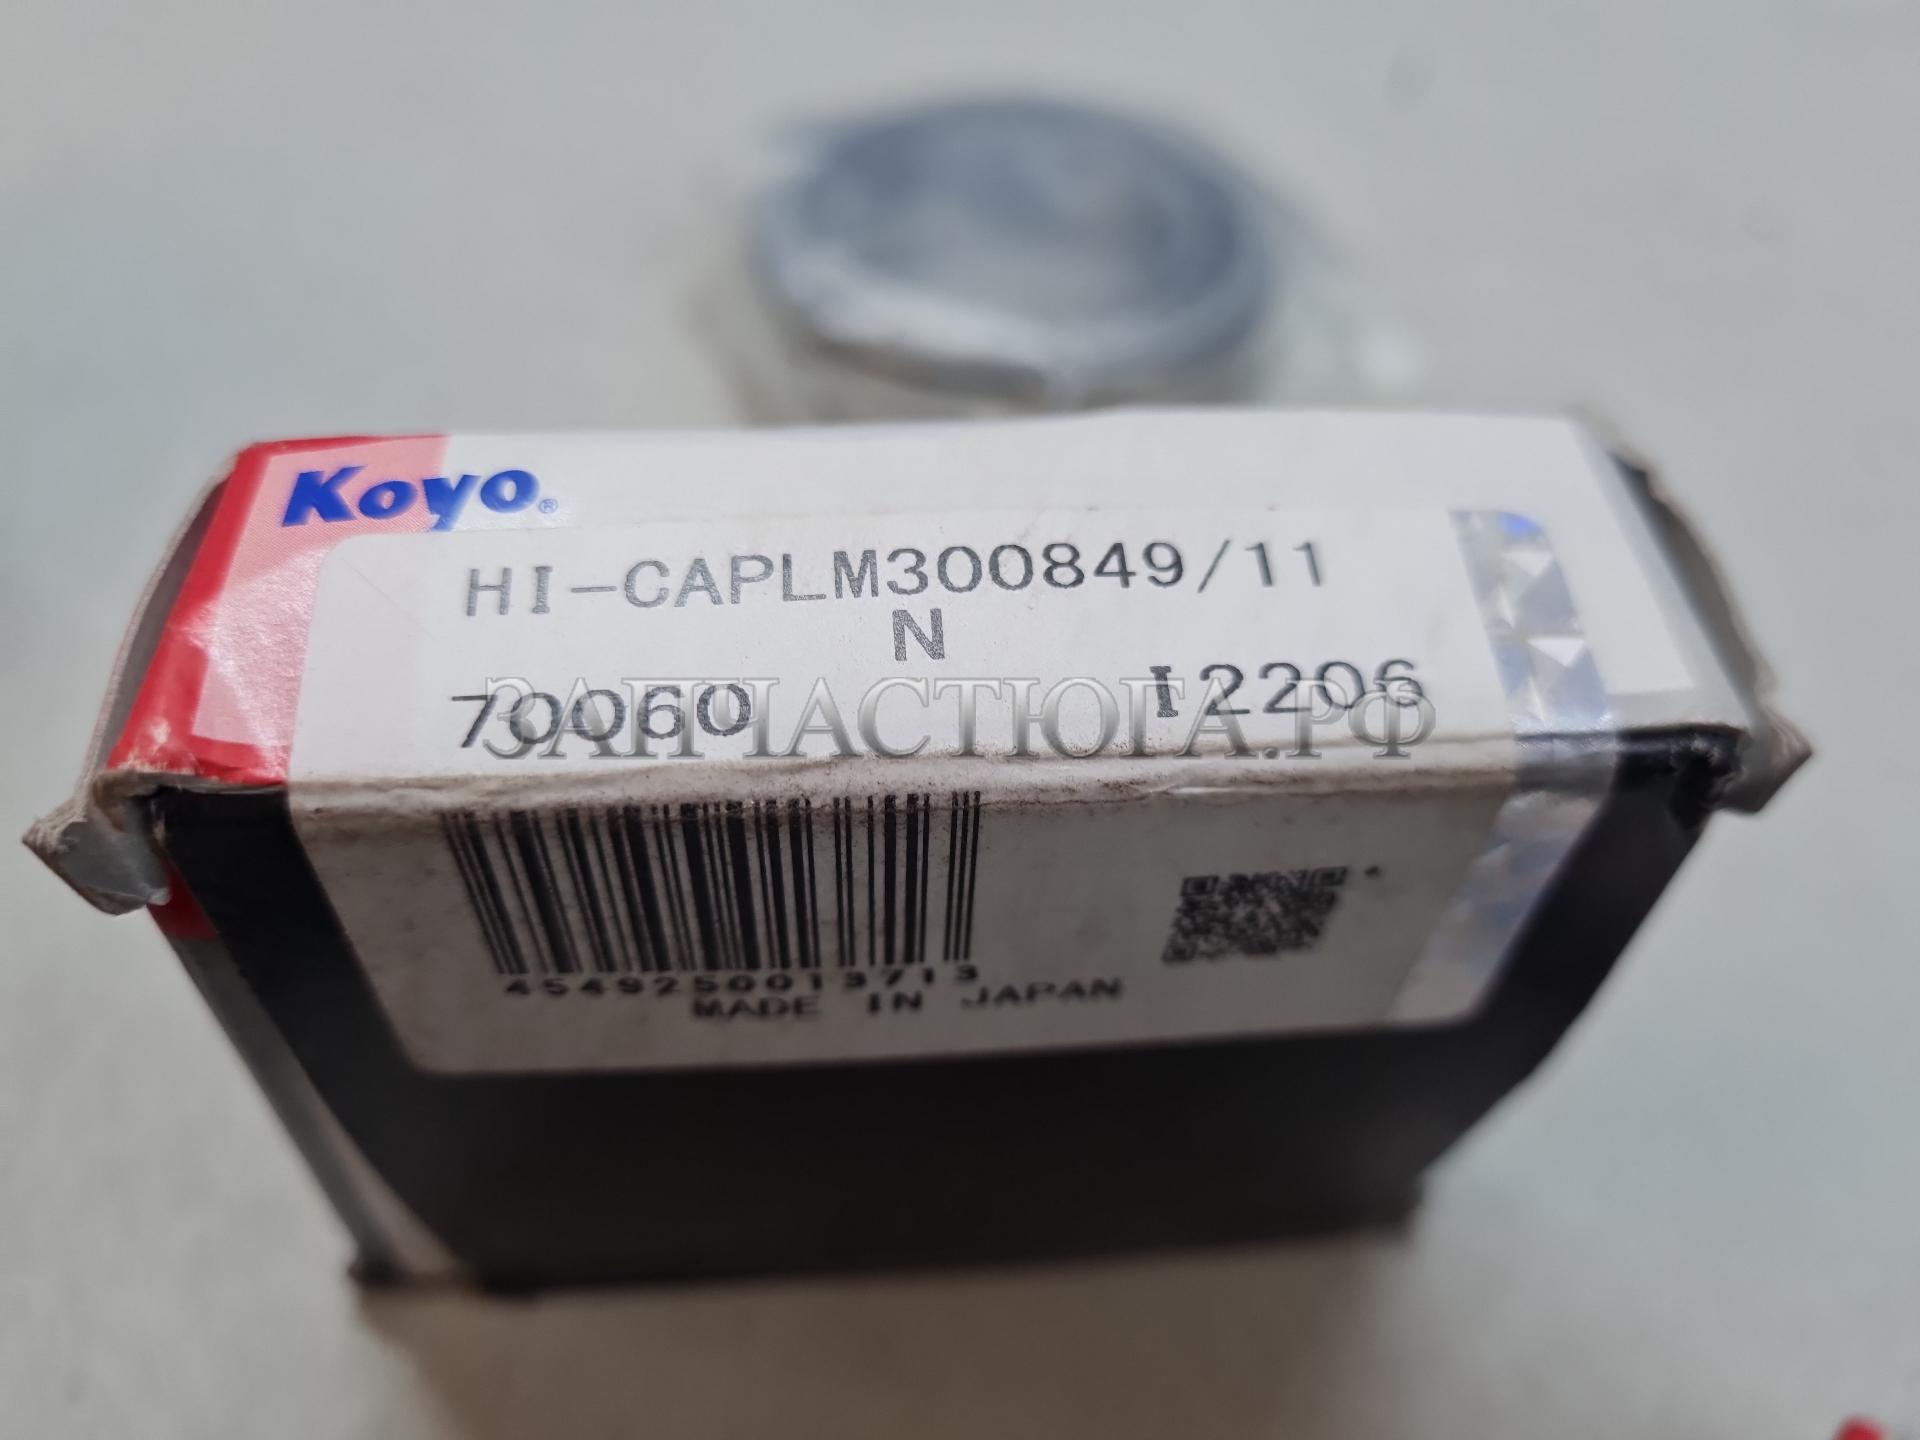 Koyo®
HI-CAPLM300849/11
N
70060 I2206
ЗАПЧАСТЮГА.РФ
4549250013713
MADE IN JAPAN